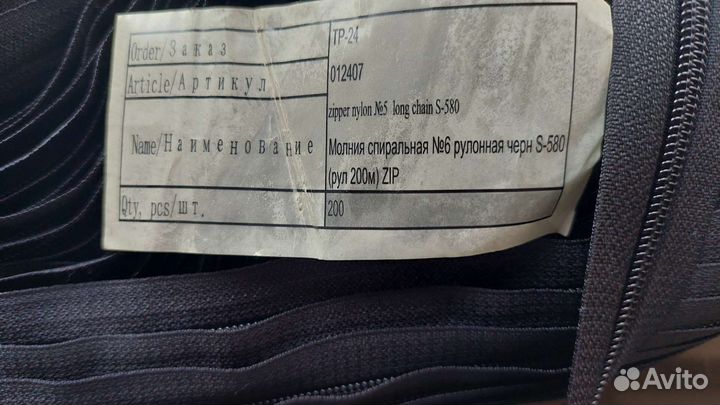 Order/Заказ TP-24
Article/Артикул 012407
zipper nylon №5 long chain S-580
Name/Наименование Молния спиральная №6 рулонная черн S-580
(рул 200м) ZIP
Qty, pcs/шт. 200
Avito